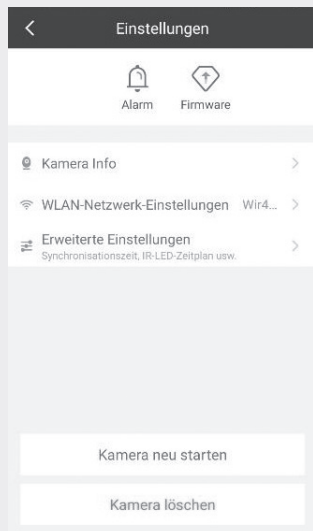 Einstellungen
Alarm Firmware
Kamera Info
WLAN-Netzwerk-Einstellungen Wir4...
Erweiterte Einstellungen
Synchronisationszeit, IR-LED-Zeitplan usw.
Kamera neu starten
Kamera löschen